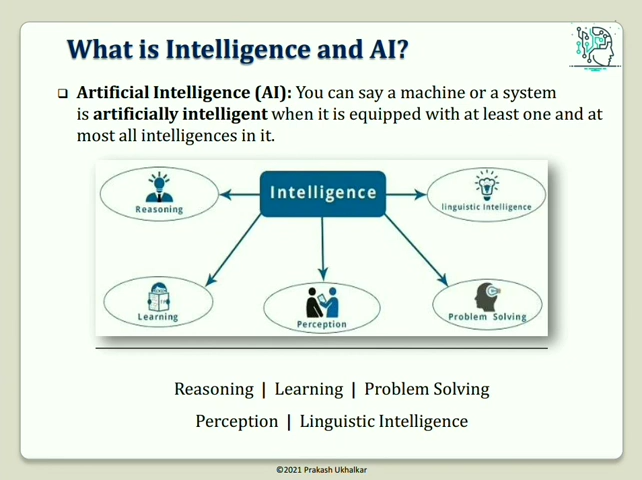 What is Intelligence and AI?
❑ Artificial Intelligence (AI): You can say a machine or a system
is artificially intelligent when it is equipped with at least one and at
most all intelligences in it.
Intelligence
Reasoning
linguistic Intelligence
Learning
Perception
Problem Solving
Reasoning | Learning | Problem Solving
Perception | Linguistic Intelligence
©2021 Prakash Ukhalkar